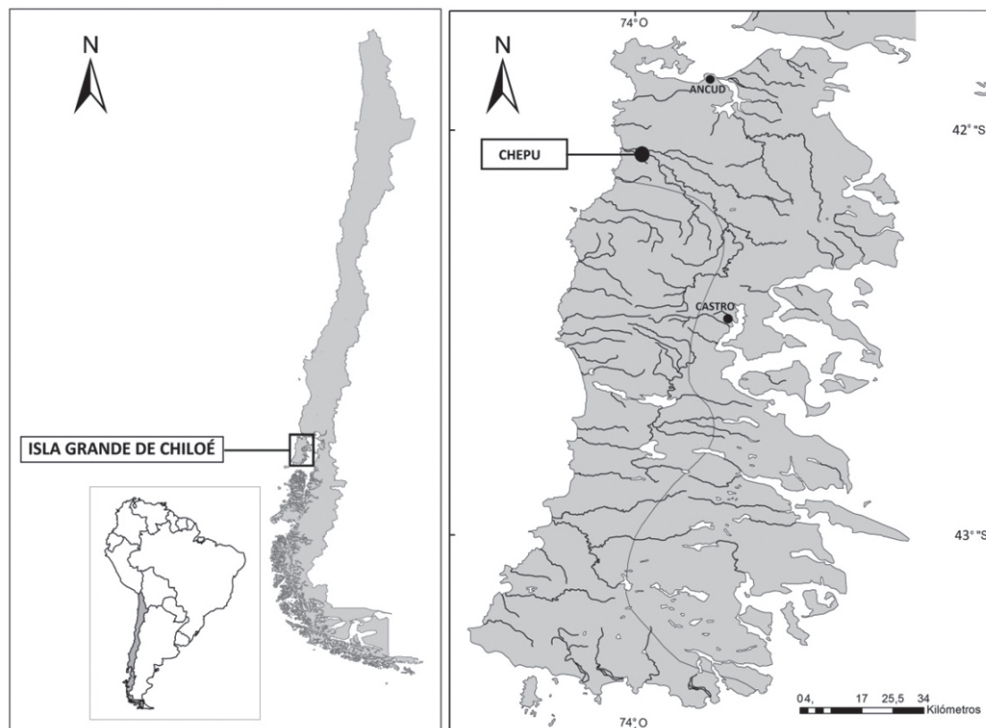 N
ISLA GRANDE DE CHILOÉ
74° O
N
ANCUD
42° "S
CHEPU
CASTRO
43° "S
04, 17 25,5 34
Kilómetros
74° O